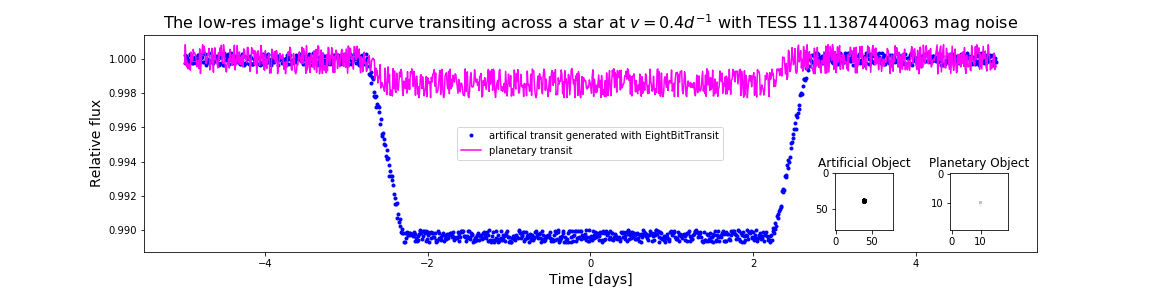 The low-res image's light curve transiting across a star at v = 0.4d⁻¹ with TESS 11.1387440063 mag noise
Relative flux
1.000
0.998
0.996
0.994
0.992
0.990
artifical transit generated with EightBitTransit
planetary transit
Artificial Object
0
50
0 50
Planetary Object
0
10
0 10
−4 −2 0 2 4
Time [days]